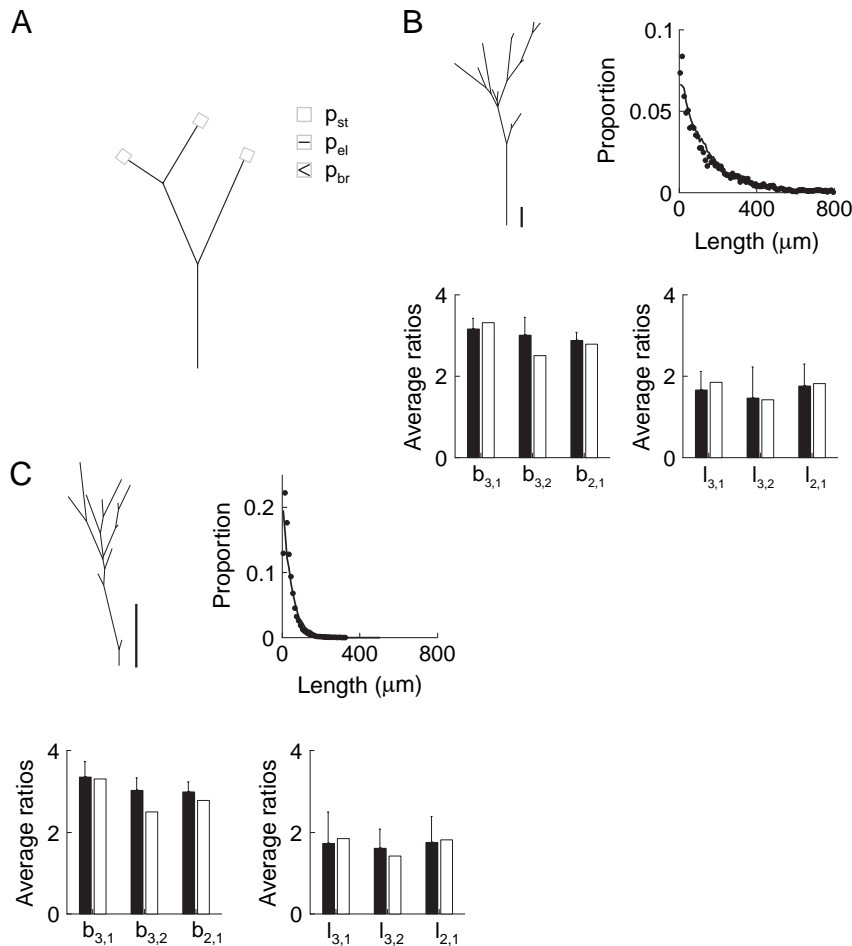 A
p_st
p_el
p_br
B
0.1
0.05
0
Proportion
0 400 800
Length (μm)
4
2
0
Average ratios
b_3,1 b_3,2 b_2,1
4
2
0
Average ratios
l_3,1 l_3,2 l_2,1
C
0.2
0.1
0
Proportion
0 400 800
Length (μm)
4
2
0
Average ratios
b_3,1 b_3,2 b_2,1
4
2
0
Average ratios
l_3,1 l_3,2 l_2,1